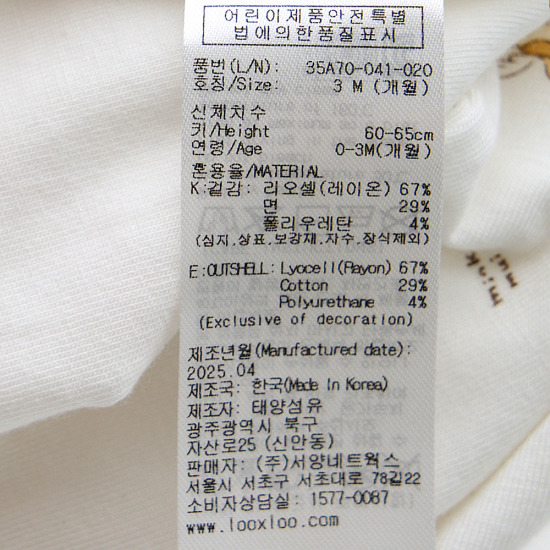 어린이제품안전특별
법에의한품질표시
품번(L/N): 35A70-041-020
호칭/Size: 3 M (개월)
신체치수
키/Height 60-65cm
연령/Age 0-3M(개월)
혼용율/MATERIAL
K:겉감: 리오셀(레이온) 67%
면 29%
폴리우레탄 4%
(심지,상표,보강재,자수,장식제외)
E:OUTSHELL: Lyocell(Rayon) 67%
Cotton 29%
Polyurethane 4%
(Exclusive of decoration)
제조년월(Manufactured date):
2025.04
제조국: 한국(Made In Korea)
제조자: 태양섬유
광주광역시 북구
자산로25 (신안동)
판매자: (주)서양네트웍스
서울시 서초구 서초대로 78길22
소비자상담실: 1577-0087
www.looxloo.com